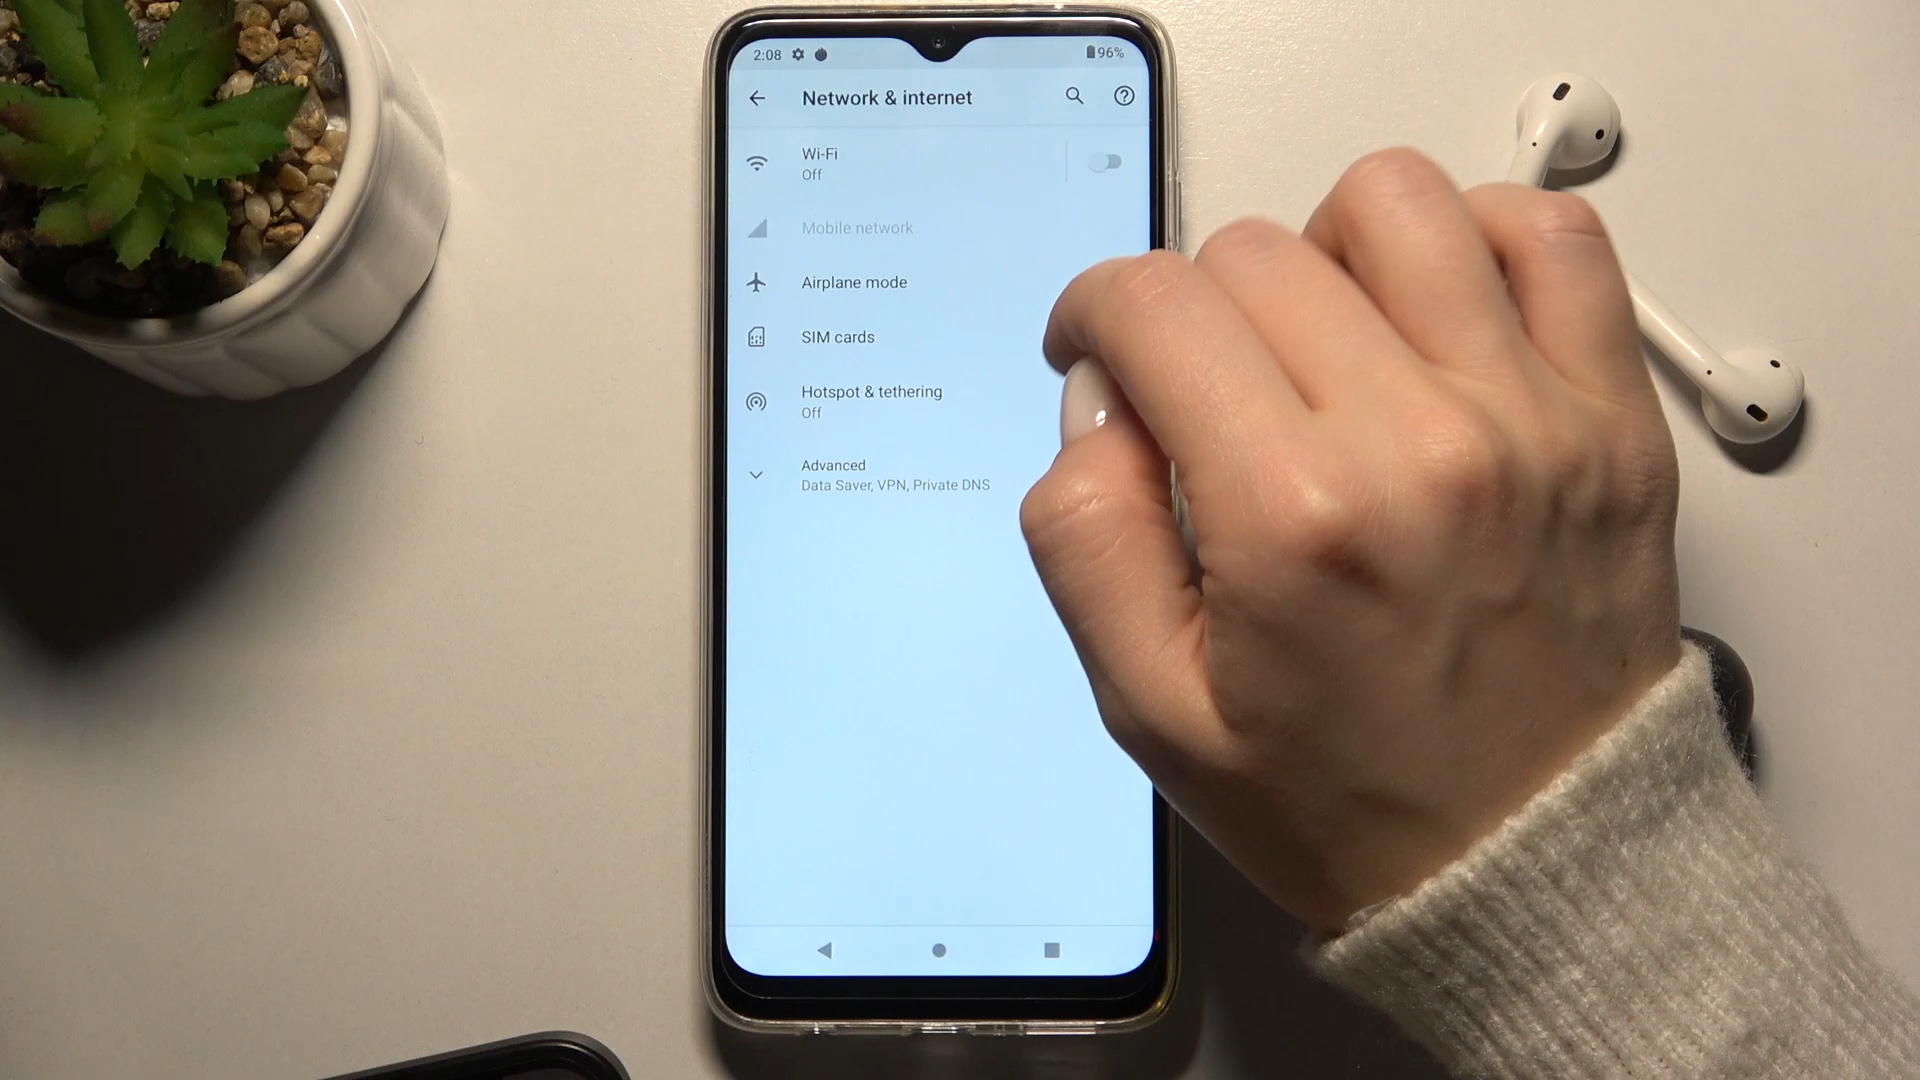 2:08
96%
Network & internet
Wi-Fi
Off
Mobile network
Airplane mode
SIM cards
Hotspot & tethering
Off
Advanced
Data Saver, VPN, Private DNS